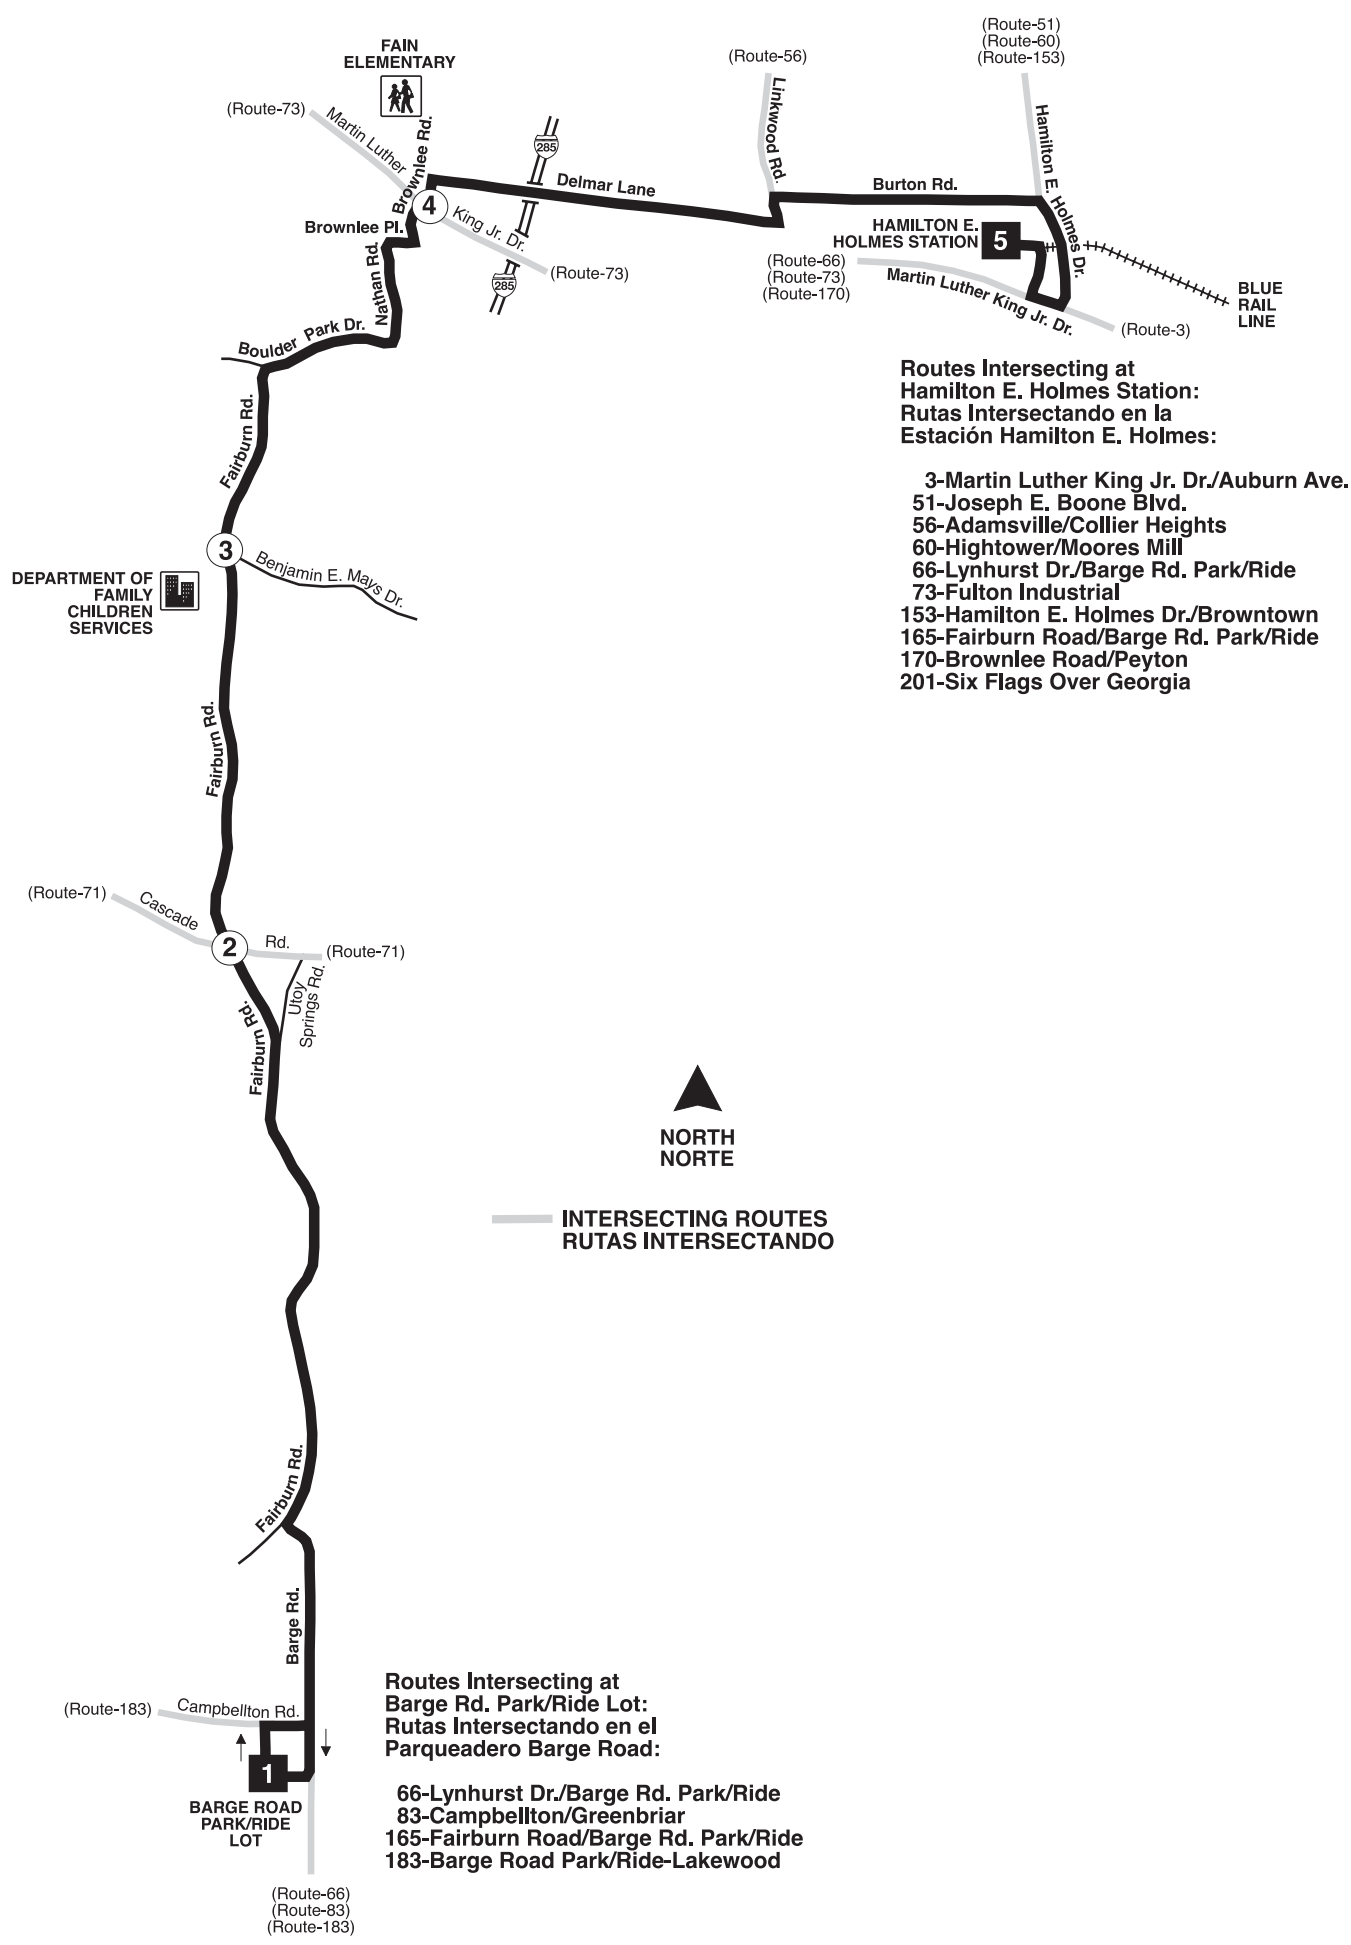 (Route-51)
(Route-60)
(Route-153)
FAIN
ELEMENTARY
(Route-56)
(Route-73)
Martin Luther
Brownlee Rd.
285
Linkwood Rd.
Hamilton E. Holmes Dr.
Delmar Lane
Burton Rd.
4
King Jr. Dr.
Brownlee Pl.
HAMILTON E.
HOLMES STATION
5
(Route-66)
(Route-73)
(Route-170)
(Route-73)
285
Nathan Rd.
Martin Luther King Jr. Dr.
BLUE
RAIL
LINE
(Route-3)
Boulder Park Dr.
Routes Intersecting at
Hamilton E. Holmes Station:
Rutas Intersectando en la
Estación Hamilton E. Holmes:
3-Martin Luther King Jr. Dr./Auburn Ave.
51-Joseph E. Boone Blvd.
56-Adamsville/Collier Heights
60-Hightower/Moores Mill
66-Lynhurst Dr./Barge Rd. Park/Ride
73-Fulton Industrial
153-Hamilton E. Holmes Dr./Browntown
165-Fairburn Road/Barge Rd. Park/Ride
170-Brownlee Road/Peyton
201-Six Flags Over Georgia
Fairburn Rd.
3
Benjamin E. Mays Dr.
DEPARTMENT OF
FAMILY
CHILDREN
SERVICES
Fairburn Rd.
(Route-71)
Cascade
2
Rd.
(Route-71)
Utoy
Springs Rd.
Fairburn Rd.
NORTH
NORTE
INTERSECTING ROUTES
RUTAS INTERSECTANDO
Fairburn Rd.
Barge Rd.
(Route-183)
Campbellton Rd.
1
BARGE ROAD
PARK/RIDE
LOT
Routes Intersecting at
Barge Rd. Park/Ride Lot:
Rutas Intersectando en el
Parqueadero Barge Road:
66-Lynhurst Dr./Barge Rd. Park/Ride
83-Campbellton/Greenbriar
165-Fairburn Road/Barge Rd. Park/Ride
183-Barge Road Park/Ride-Lakewood
(Route-66)
(Route-83)
(Route-183)